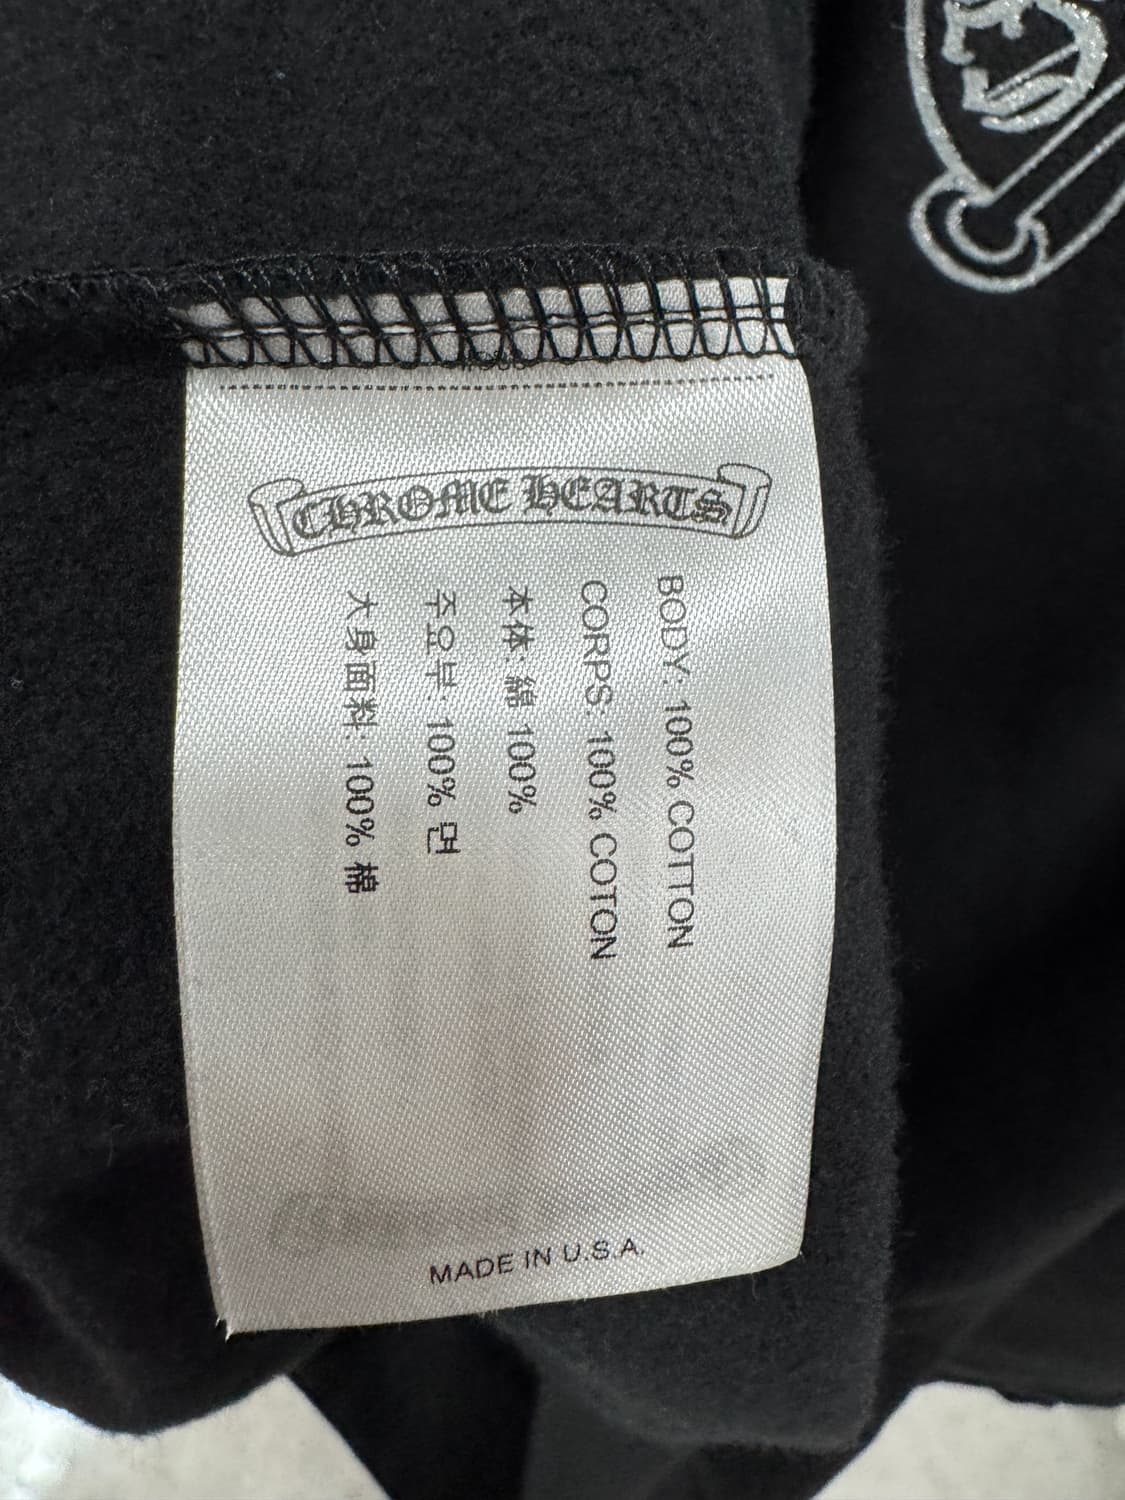 CHROME HEARTS
BODY: 100% COTTON
CORPS: 100% COTON
本体: 綿 100%
주요부: 100% 면
大身面料: 100% 棉
MADE IN U.S.A.